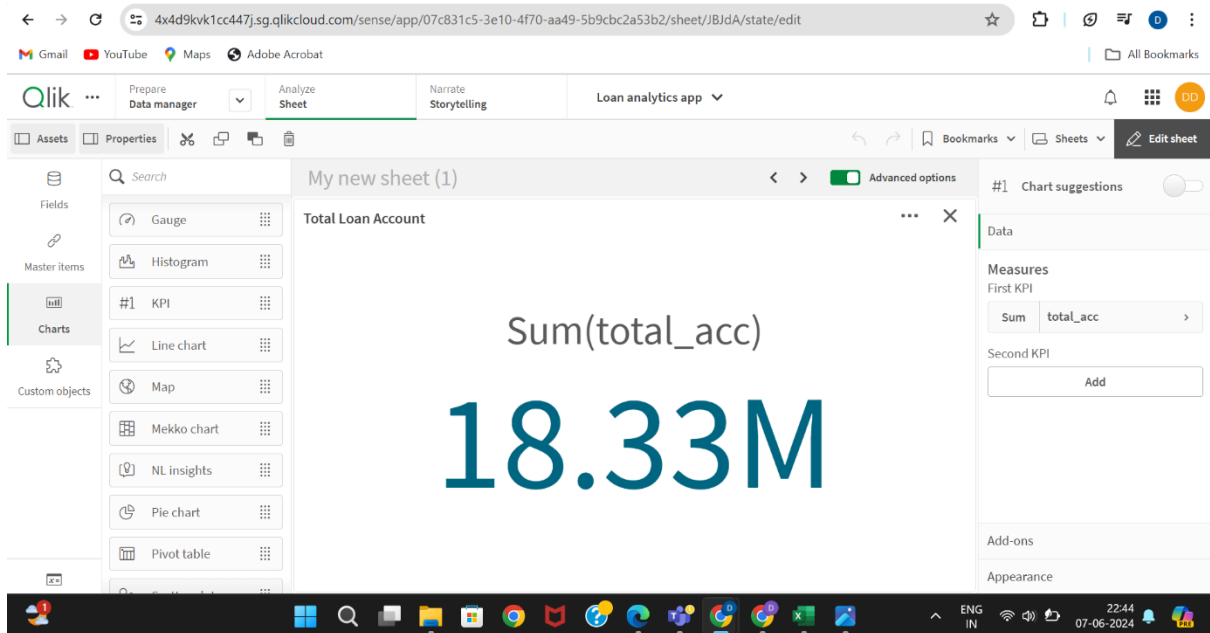 4x4d9kvk1cc447j.sg.qlikcloud.com/sense/app/07c831c5-3e10-4f70-aa49-5b9cbc2a53b2/sheet/JBJdA/state/edit
D
Gmail YouTube Maps Adobe Acrobat All Bookmarks
Qlik
Prepare
Data manager
Analyze
Sheet
Narrate
Storytelling
Loan analytics app
DD
Assets Properties Bookmarks Sheets Edit sheet
Fields
Master items
Charts
Custom objects
Search
Gauge
Histogram
#1 KPI
Line chart
Map
Mekko chart
NL insights
Pie chart
Pivot table
My new sheet (1)
Advanced options
Total Loan Account
Sum(total_acc)
18.33M
#1 Chart suggestions
Data
Measures
First KPI
Sum total_acc
Second KPI
Add
Add-ons
Appearance
1
ENG
IN
22:44
07-06-2024
PRE